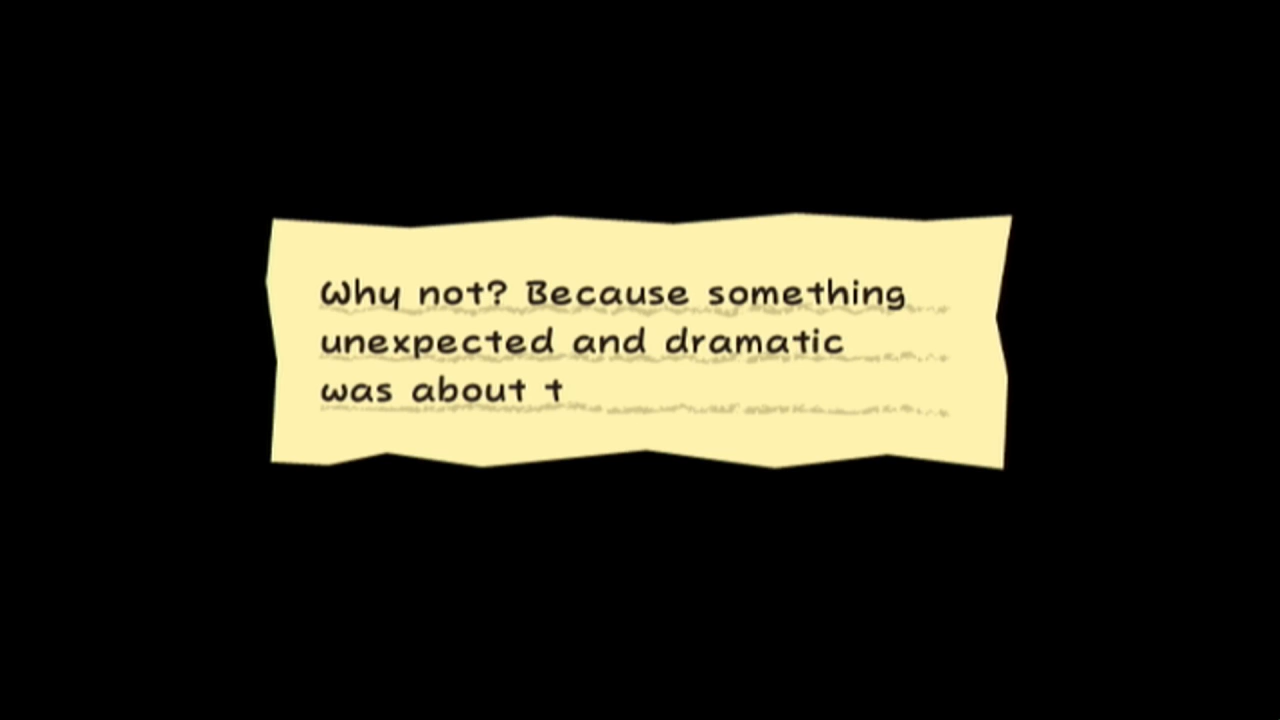 Why not? Because something
unexpected and dramatic
was about t